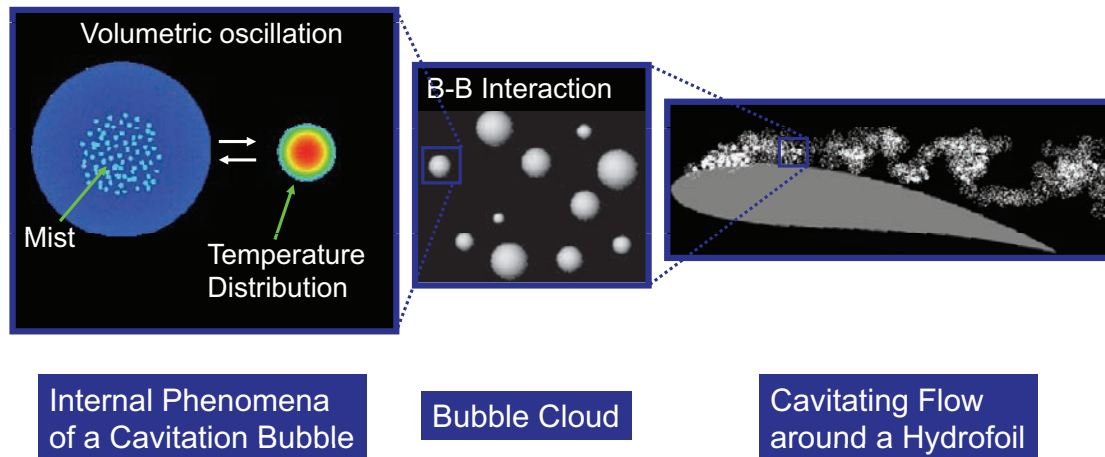 Volumetric oscillation
Mist
Temperature
Distribution
B-B Interaction
Internal Phenomena
of a Cavitation Bubble
Bubble Cloud
Cavitating Flow
around a Hydrofoil